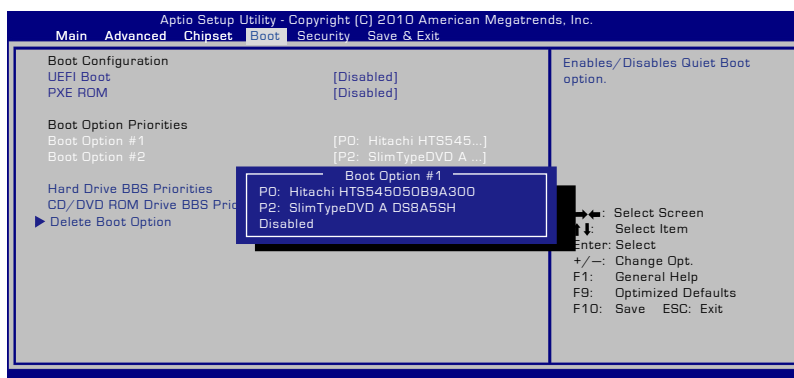 Aptio Setup Utility - Copyright (C) 2010 American Megatrends, Inc.
Main Advanced Chipset Boot Security Save & Exit
Boot Configuration
UEFI Boot [Disabled]
PXE ROM [Disabled]
Boot Option Priorities
Boot Option #1 [P0: Hitachi HTS545...]
Boot Option #2 [P2: SlimTypeDVD A ...]
Hard Drive BBS Priorities
CD/DVD ROM Drive BBS Prio
Delete Boot Option
Boot Option #1
P0: Hitachi HTS545050B9A300
P2: SlimTypeDVD A DS8A5SH
Disabled
Enables/Disables Quiet Boot
option.
→←: Select Screen
↑↓: Select Item
Enter: Select
+/—: Change Opt.
F1: General Help
F9: Optimized Defaults
F10: Save ESC: Exit